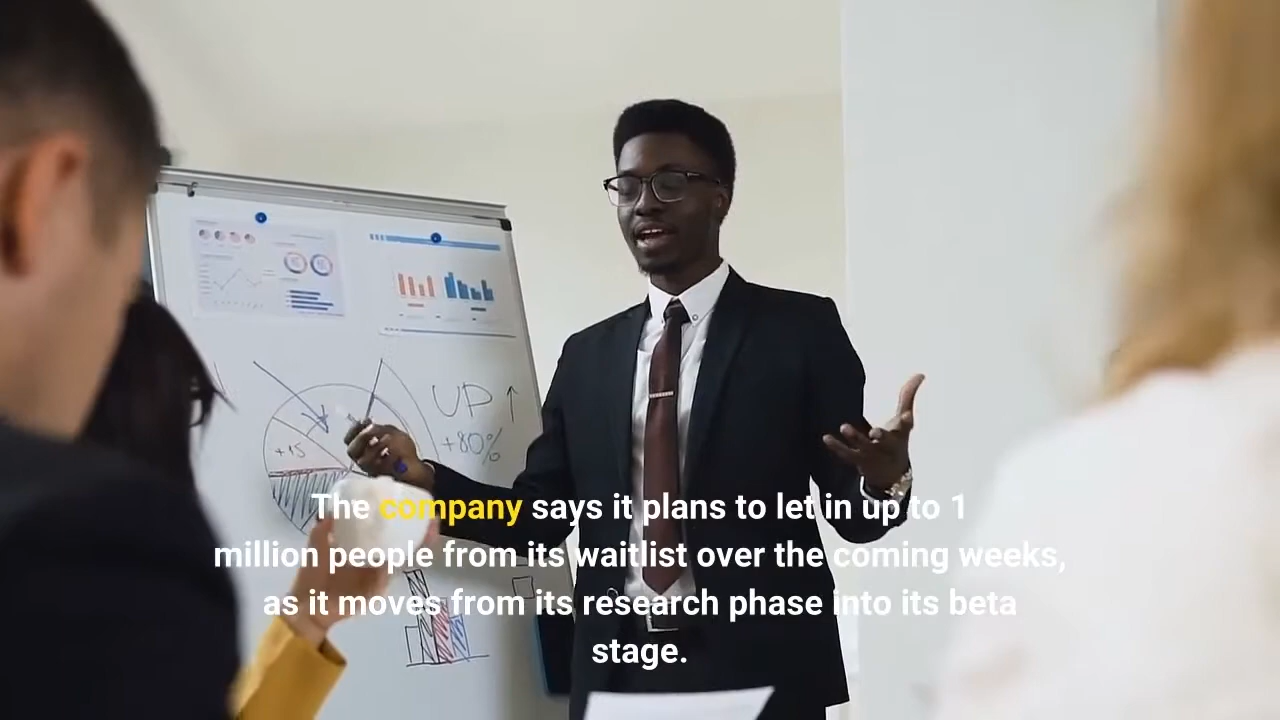 UP ↑
+80%
+15
The company says it plans to let in up to 1
million people from its waitlist over the coming weeks,
as it moves from its research phase into its beta
stage.